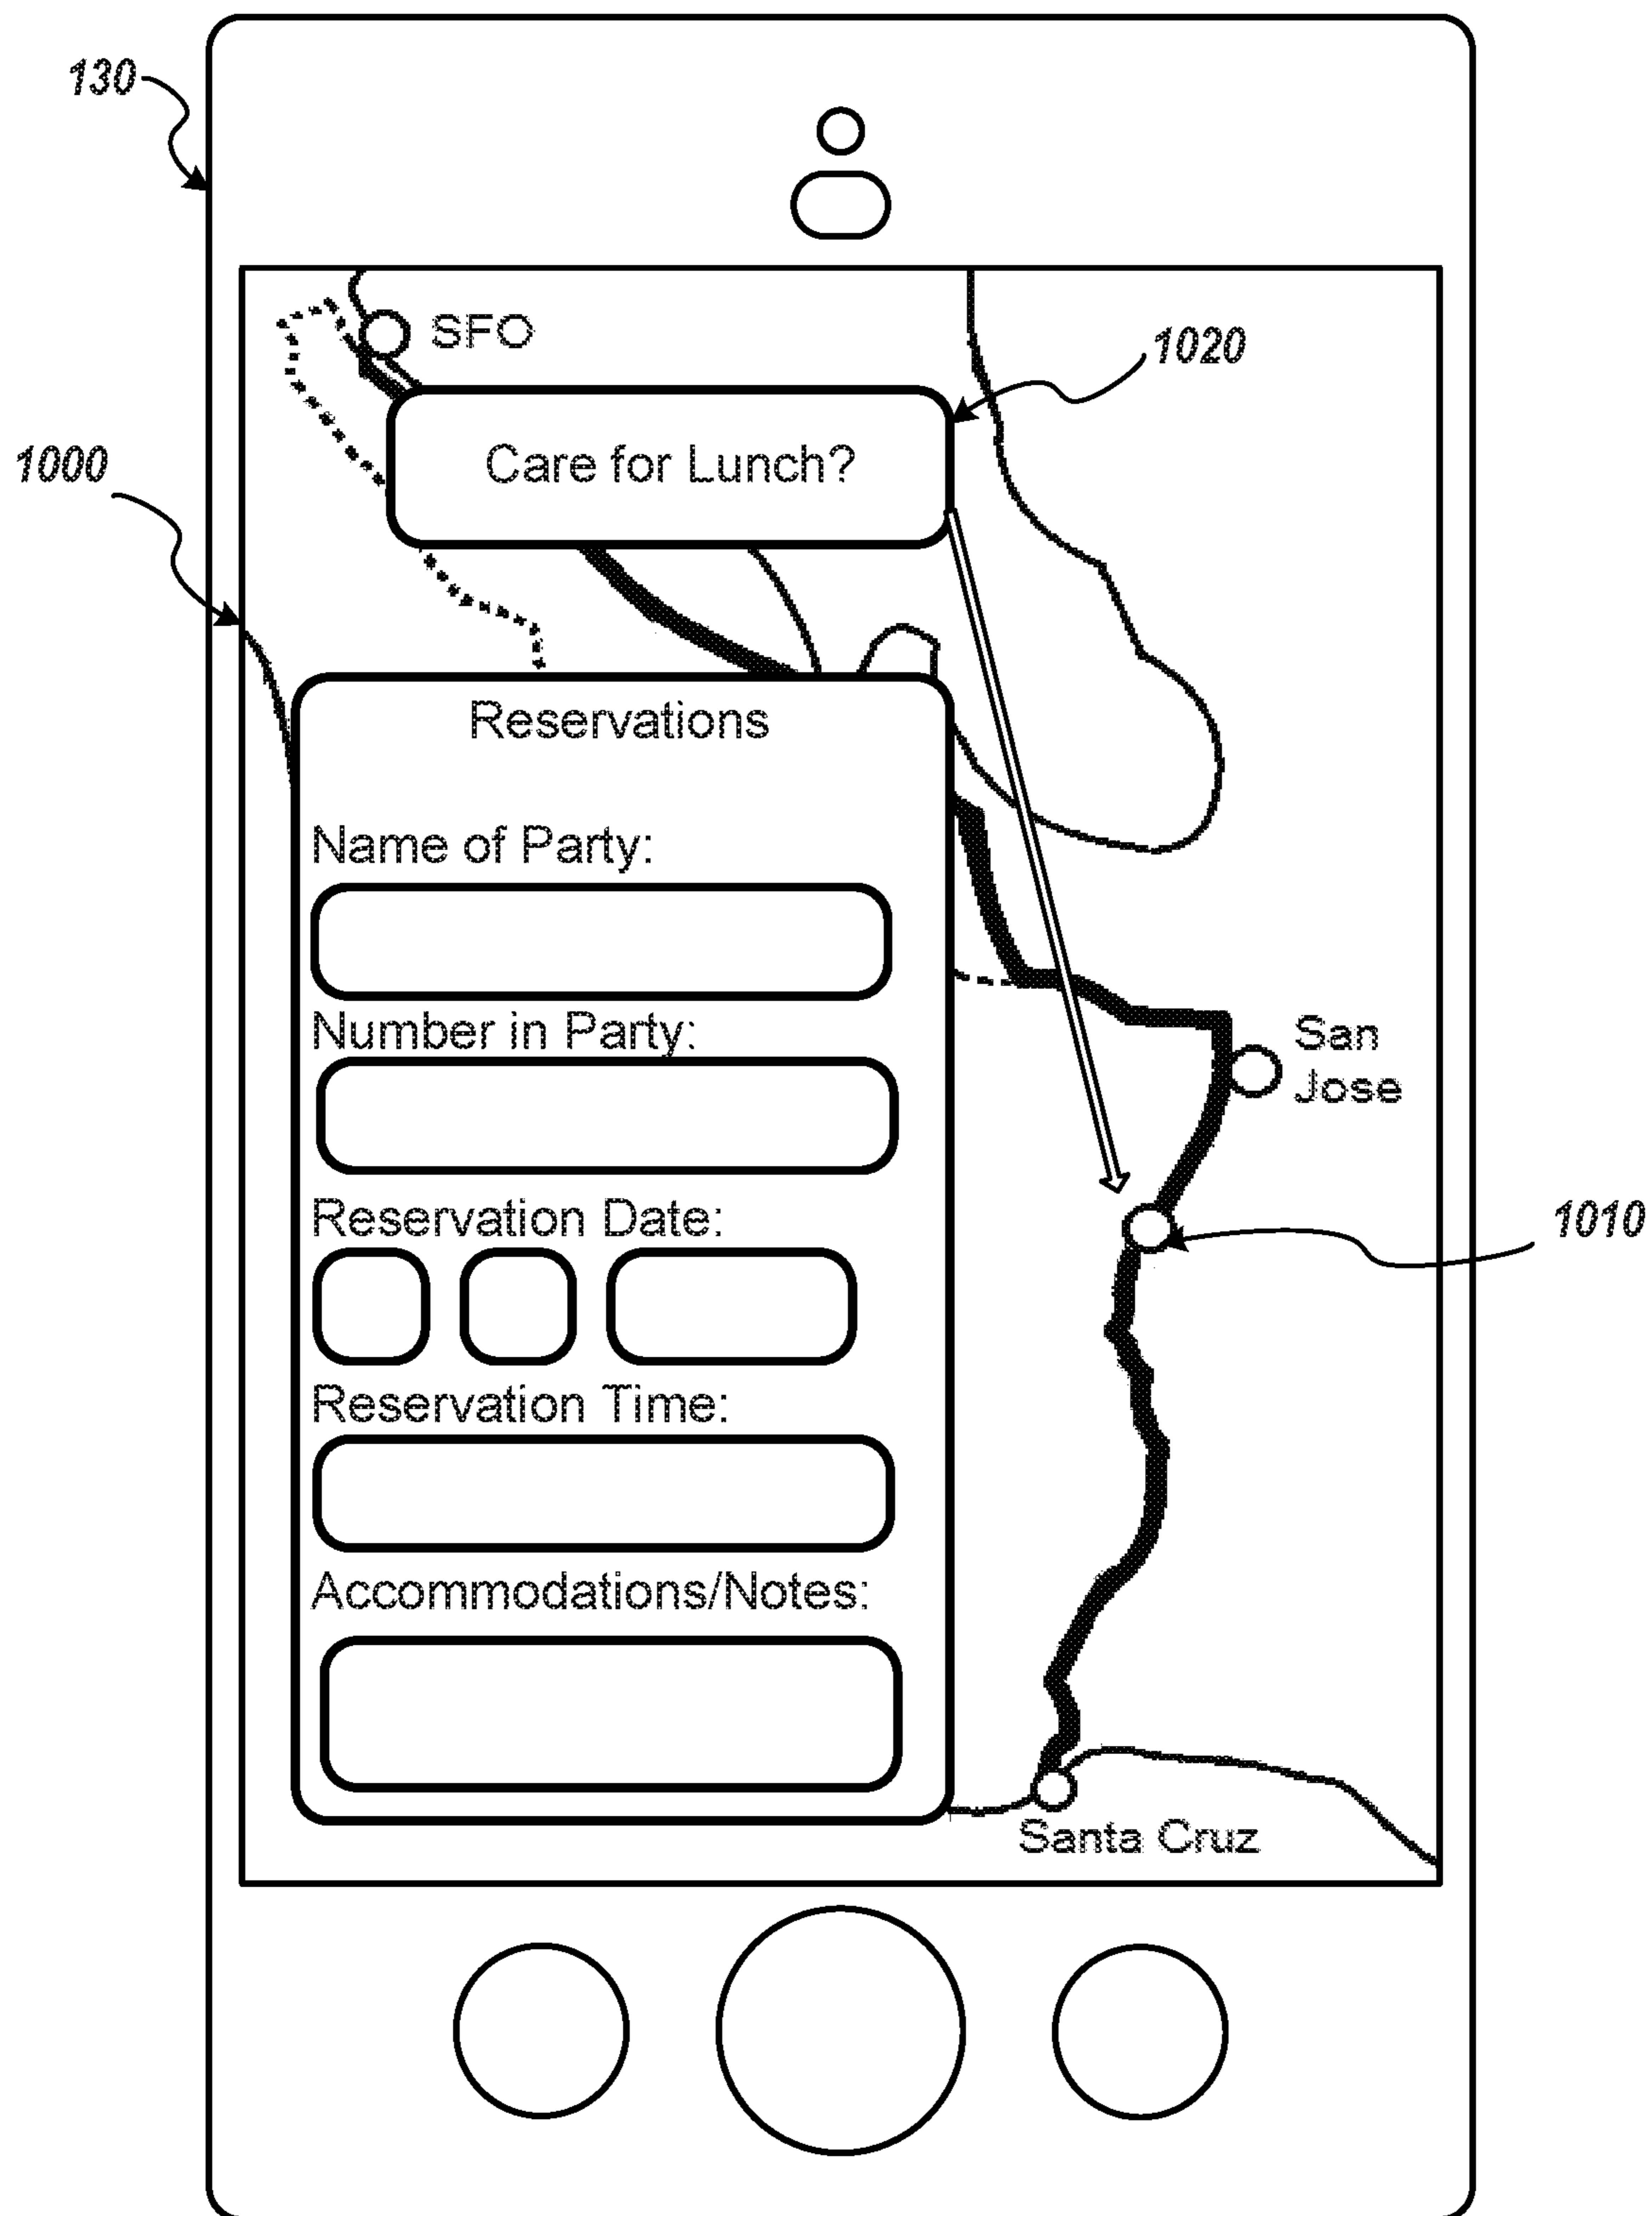 130
SFO
1020
Care for Lunch?
1000
Reservations
Name of Party:
Number in Party:
San
Jose
Reservation Date:
1010
Reservation Time:
Accommodations/Notes:
Santa Cruz